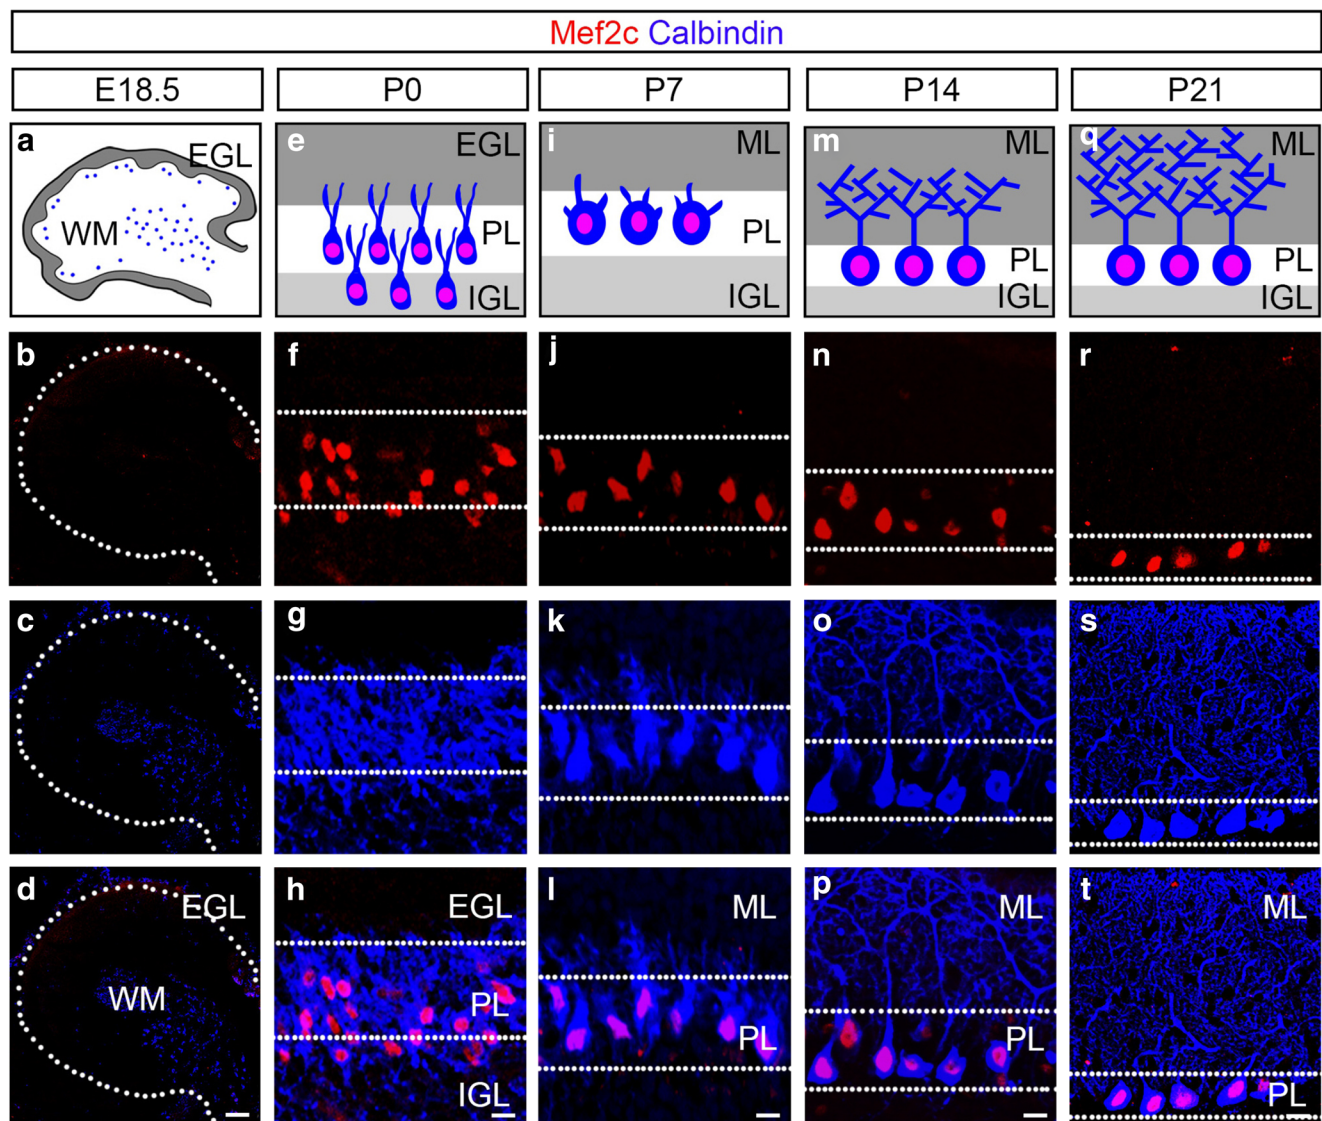 Mef2c Calbindin
E18.5 P0 P7 P14 P21
a EGL e EGL i ML m ML q ML
WM PL PL PL PL
IGL IGL IGL IGL
b f j n r
c g k o s
d EGL h EGL l ML p ML t ML
WM PL PL PL PL
IGL